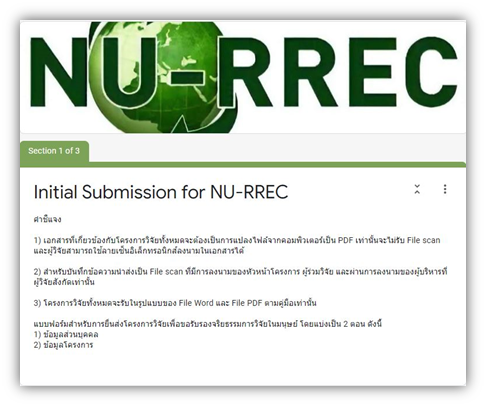 NU-RREC
Section 1 of 3
Initial Submission for NU-RREC
คำชี้แจง
1) เอกสารที่เกี่ยวข้องกับโครงการวิจัยทั้งหมดจะต้องเป็นการแปลงไฟล์จากคอมพิวเตอร์เป็น PDF เท่านั้นจะไม่รับ File scan
และผู้วิจัยสามารถใช้ลายเซ็นอิเล็กทรอนิกส์ลงนามในเอกสารได้
2) สำหรับบันทึกข้อความนำส่งเป็น File scan ที่มีการลงนามของหัวหน้าโครงการ ผู้ร่วมวิจัย และผ่านการลงนามของผู้บริหารที่
ผู้วิจัยสังกัดเท่านั้น
3) โครงการวิจัยทั้งหมดจะรับในรูปแบบของ File Word และ File PDF ตามคู่มือเท่านั้น
แบบฟอร์มสำหรับการยื่นส่งโครงการวิจัยเพื่อขอรับรองจริยธรรมการวิจัยในมนุษย์ โดยแบ่งเป็น 2 ตอน ดังนี้
1) ข้อมูลส่วนบุคคล
2) ข้อมูลโครงการ